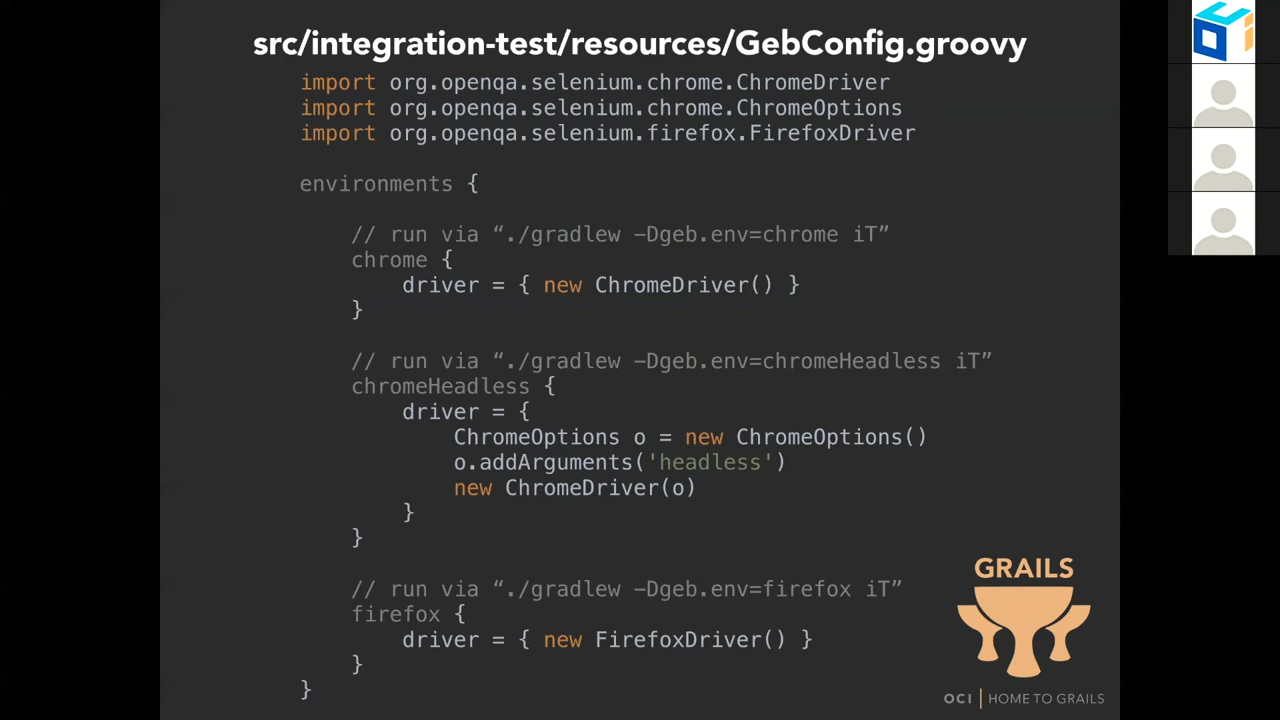 src/integration-test/resources/GebConfig.groovy
import org.openqa.selenium.chrome.ChromeDriver
import org.openqa.selenium.chrome.ChromeOptions
import org.openqa.selenium.firefox.FirefoxDriver
environments {
// run via “./gradlew -Dgeb.env=chrome iT”
chrome {
driver = { new ChromeDriver() }
}
// run via “./gradlew -Dgeb.env=chromeHeadless iT”
chromeHeadless {
driver = {
ChromeOptions o = new ChromeOptions()
o.addArguments('headless')
new ChromeDriver(o)
}
}
// run via “./gradlew -Dgeb.env=firefox iT”
firefox {
driver = { new FirefoxDriver() }
}
}
GRAILS
OCI | HOME TO GRAILS